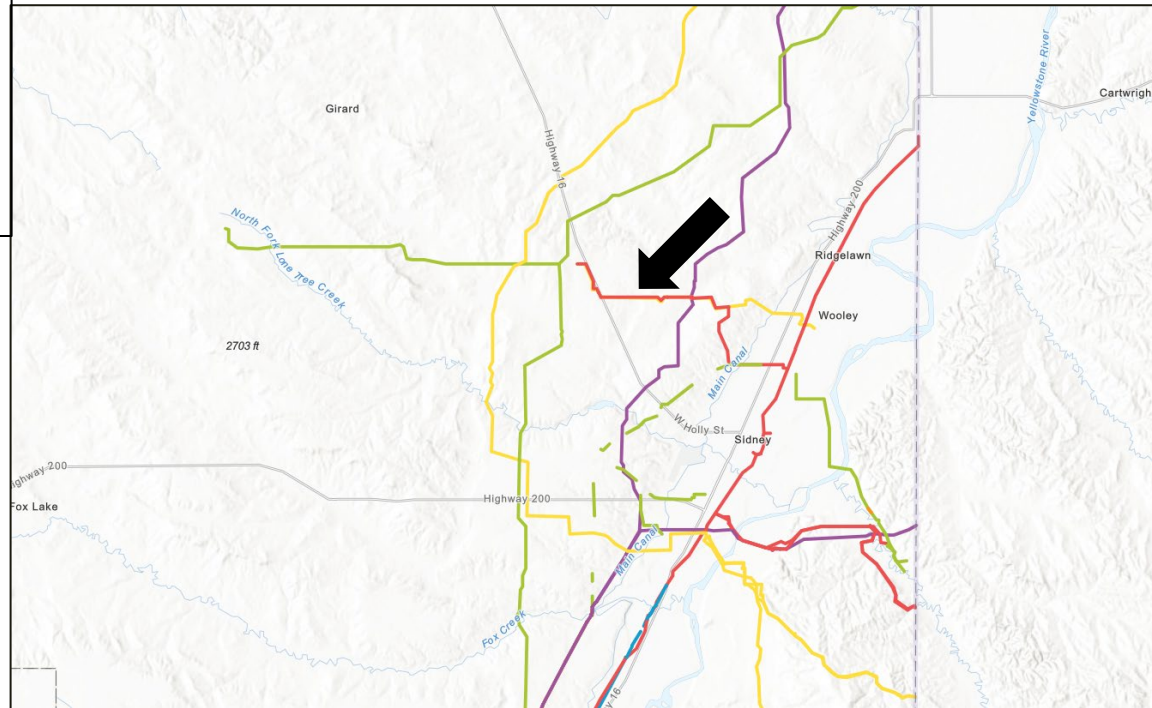 Yellowstone River
Cartwrigh
Girard
Highway 16
Highway 200
North Fork Lone Tree Creek
Ridgelawn
Wooley
2703 ft
Main Canal
W Holly St
Sidney
ighway 200
Highway 200
Fox Lake
Main Canal
Fox Creek
y 16